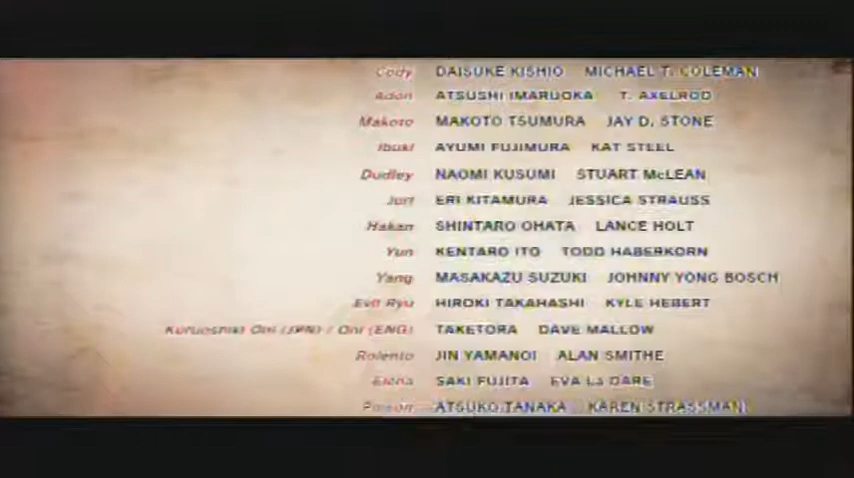 Cody DAISUKE KISHIO MICHAEL T. COLEMAN
Adon ATSUSHI IMARUOKA T. AXELROD
Makoto MAKOTO TSUMURA JAY D. STONE
Ibuki AYUMI FUJIMURA KAT STEEL
Dudley NAOMI KUSUMI STUART McLEAN
Juri ERI KITAMURA JESSICA STRAUSS
Hakan SHINTARO OHATA LANCE HOLT
Yun KENTARO ITO TODD HABERKORN
Yang MASAKAZU SUZUKI JOHNNY YONG BOSCH
Evil Ryu HIROKI TAKAHASHI KYLE HEBERT
Kuruoshiki Oni (JPN) / Oni (ENG) TAKETORA DAVE MALLOW
Rolento JIN YAMANOI ALAN SMITHE
Elena SAKI FUJITA EVA La DARE
Poison ATSUKO TANAKA KAREN STRASSMAN